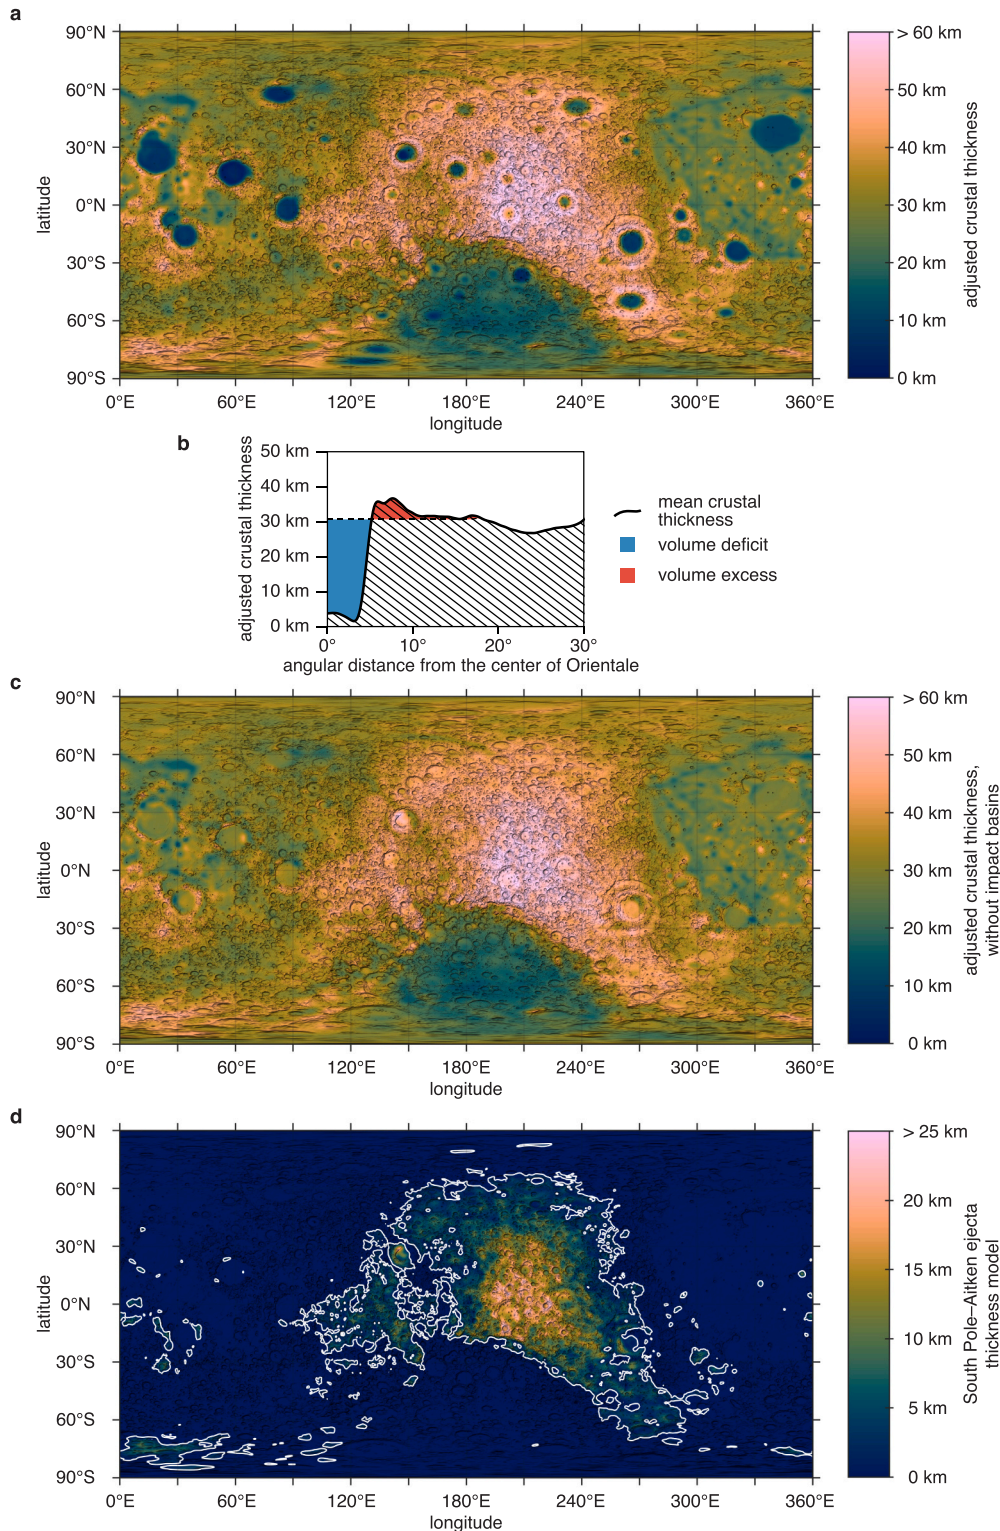 a
90°N
60°N
30°N
0°N
30°S
60°S
90°S
latitude
0°E
60°E
120°E
180°E
240°E
300°E
360°E
longitude
> 60 km
50 km
40 km
30 km
20 km
10 km
0 km
adjusted crustal thickness
b
50 km
40 km
30 km
20 km
10 km
0 km
adjusted crustal thickness
0°
10°
20°
30°
angular distance from the center of Orientale
mean crustal
thickness
volume deficit
volume excess
c
90°N
60°N
30°N
0°N
30°S
60°S
90°S
latitude
0°E
60°E
120°E
180°E
240°E
300°E
360°E
longitude
> 60 km
50 km
40 km
30 km
20 km
10 km
0 km
adjusted crustal thickness,
without impact basins
d
90°N
60°N
30°N
0°N
30°S
60°S
90°S
latitude
0°E
60°E
120°E
180°E
240°E
300°E
360°E
longitude
> 25 km
20 km
15 km
10 km
5 km
0 km
South Pole–Aitken ejecta
thickness model